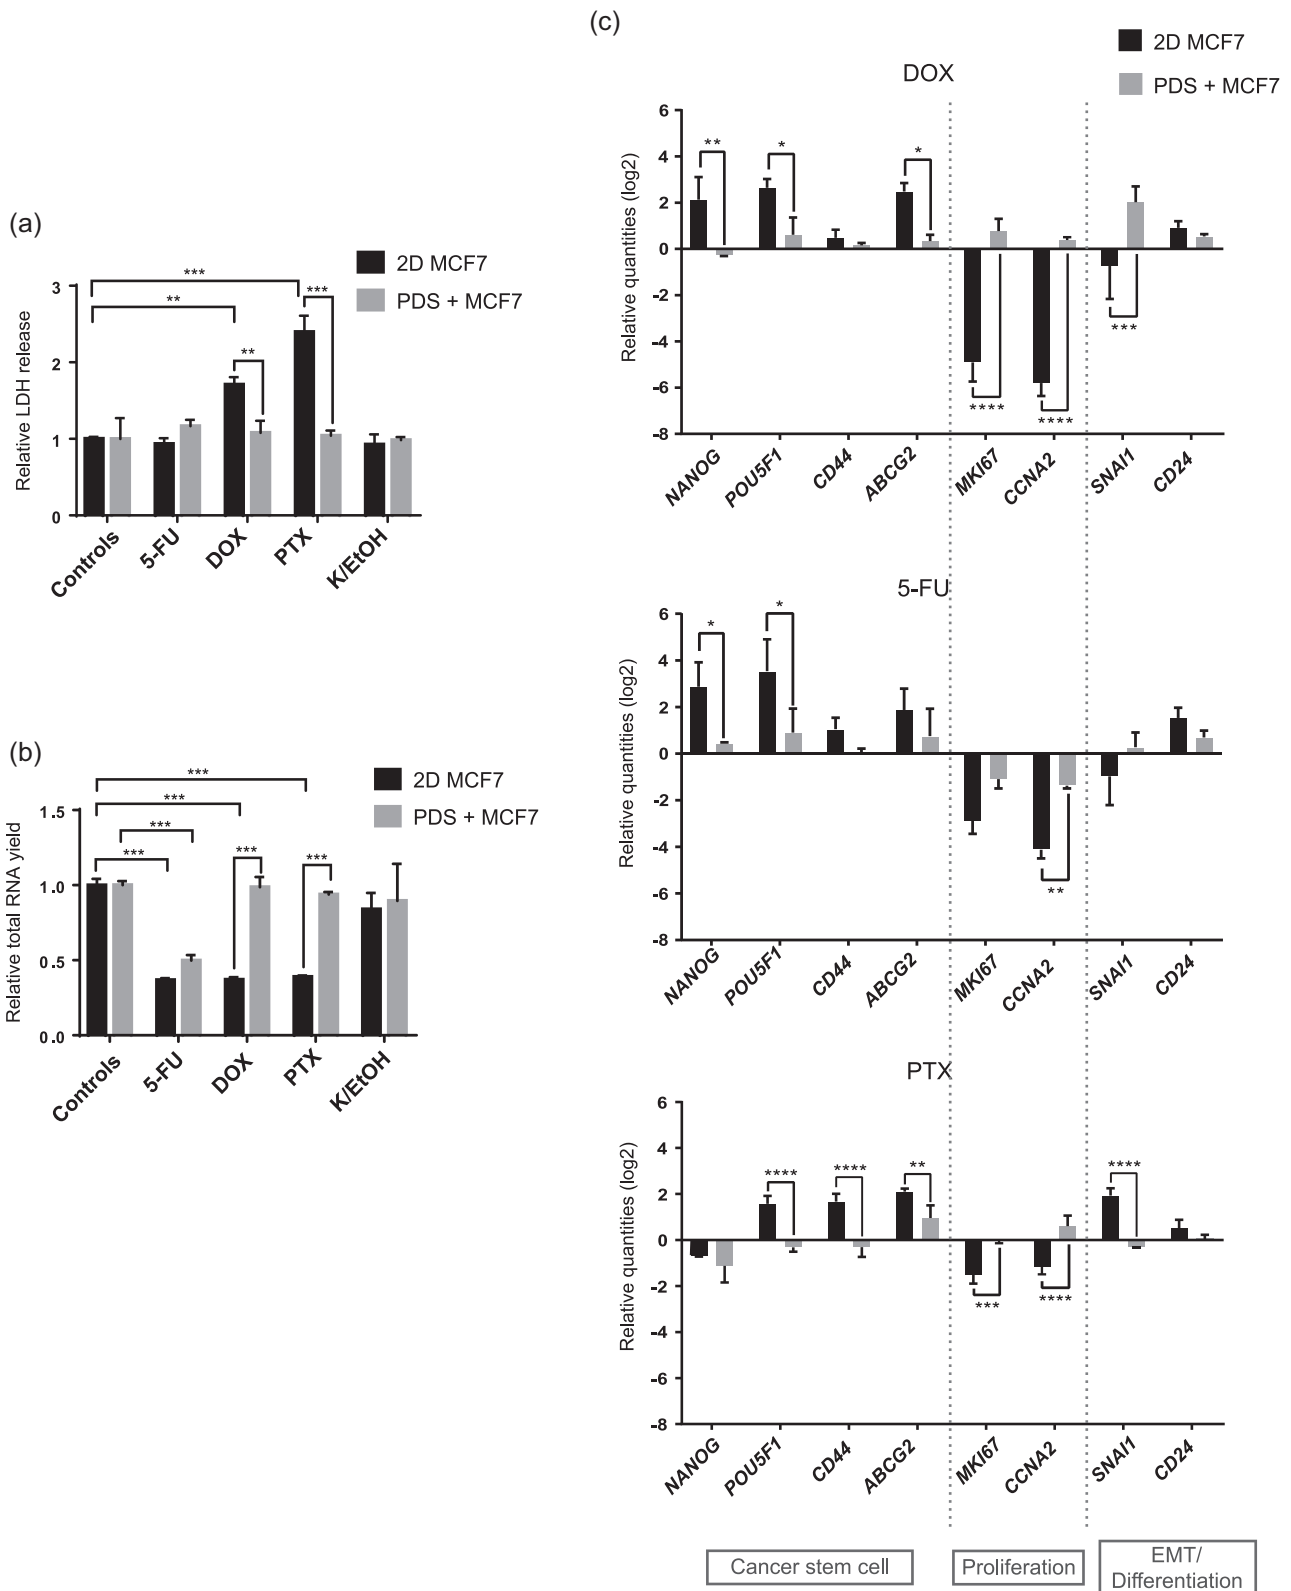 (a)
2D MCF7
PDS + MCF7
Relative LDH release
3
2
1
0
***
**
**
***
Controls
5-FU
DOX
PTX
K/EtOH
(b)
2D MCF7
PDS + MCF7
Relative total RNA yield
1.5
1.0
0.5
0.0
***
***
***
***
***
***
Controls
5-FU
DOX
PTX
K/EtOH
(c)
2D MCF7
PDS + MCF7
DOX
Relative quantities (log2)
6
4
2
0
-2
-4
-6
-8
**
*
*
****
****
***
NANOG
POU5F1
CD44
ABCG2
MKI67
CCNA2
SNAI1
CD24
5-FU
Relative quantities (log2)
6
4
2
0
-2
-4
-6
-8
*
*
**
NANOG
POU5F1
CD44
ABCG2
MKI67
CCNA2
SNAI1
CD24
PTX
Relative quantities (log2)
6
4
2
0
-2
-4
-6
-8
****
****
**
***
****
****
NANOG
POU5F1
CD44
ABCG2
MKI67
CCNA2
SNAI1
CD24
Cancer stem cell
Proliferation
EMT/
Differentiation